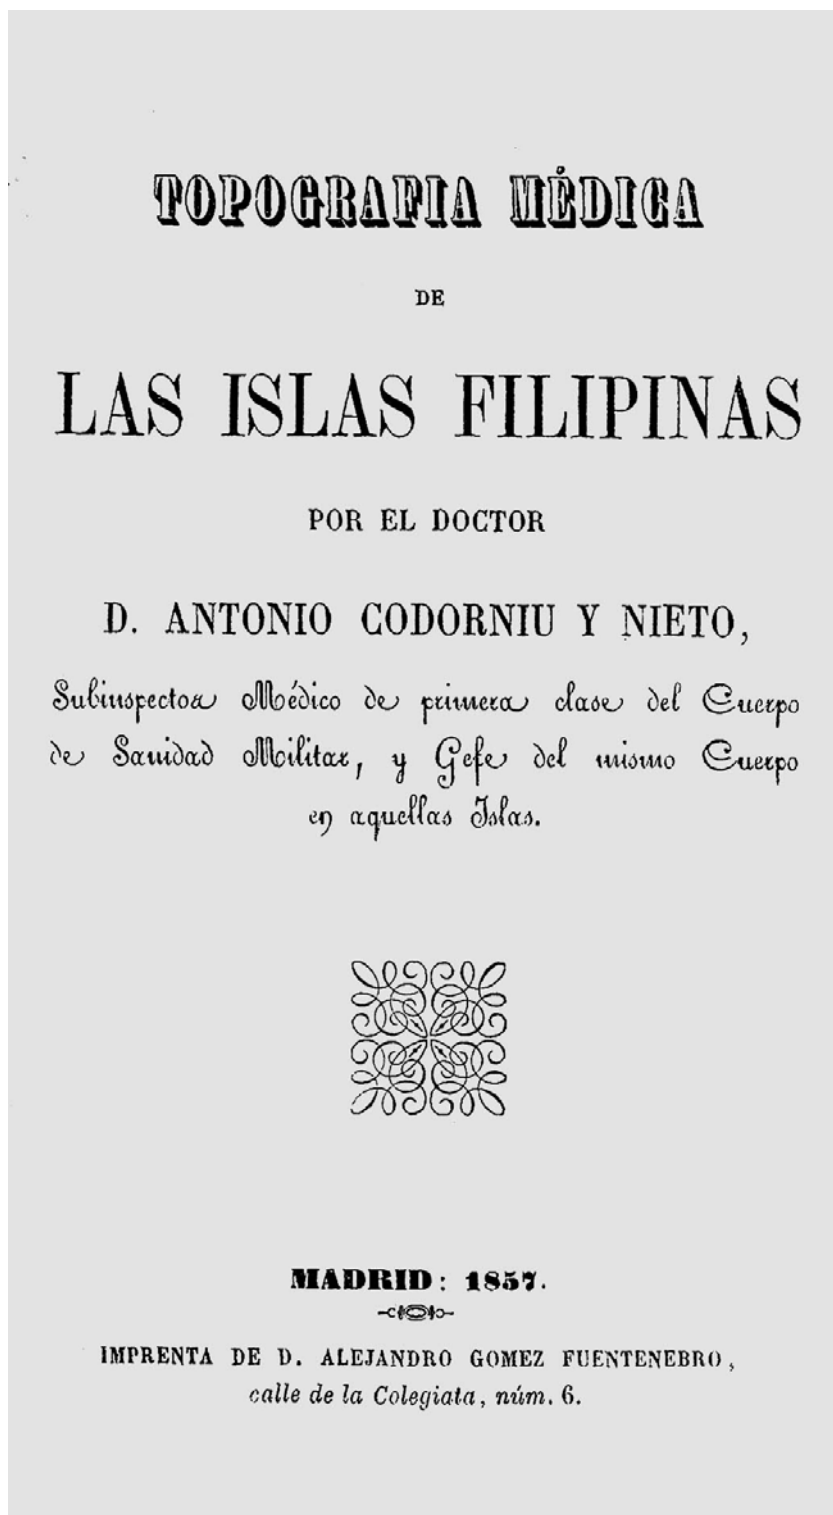 TOPOGRAFIA MÉDICA
DE
LAS ISLAS FILIPINAS
POR EL DOCTOR
D. ANTONIO CODORNIU Y NIETO,
Subinspector Médico de primera clase del Cuerpo
de Sanidad Militar, y Gefe del mismo Cuerpo
en aquellas Islas.
MADRID: 1857.
IMPRENTA DE D. ALEJANDRO GOMEZ FUENTENEBRO,
calle de la Colegiata, núm. 6.